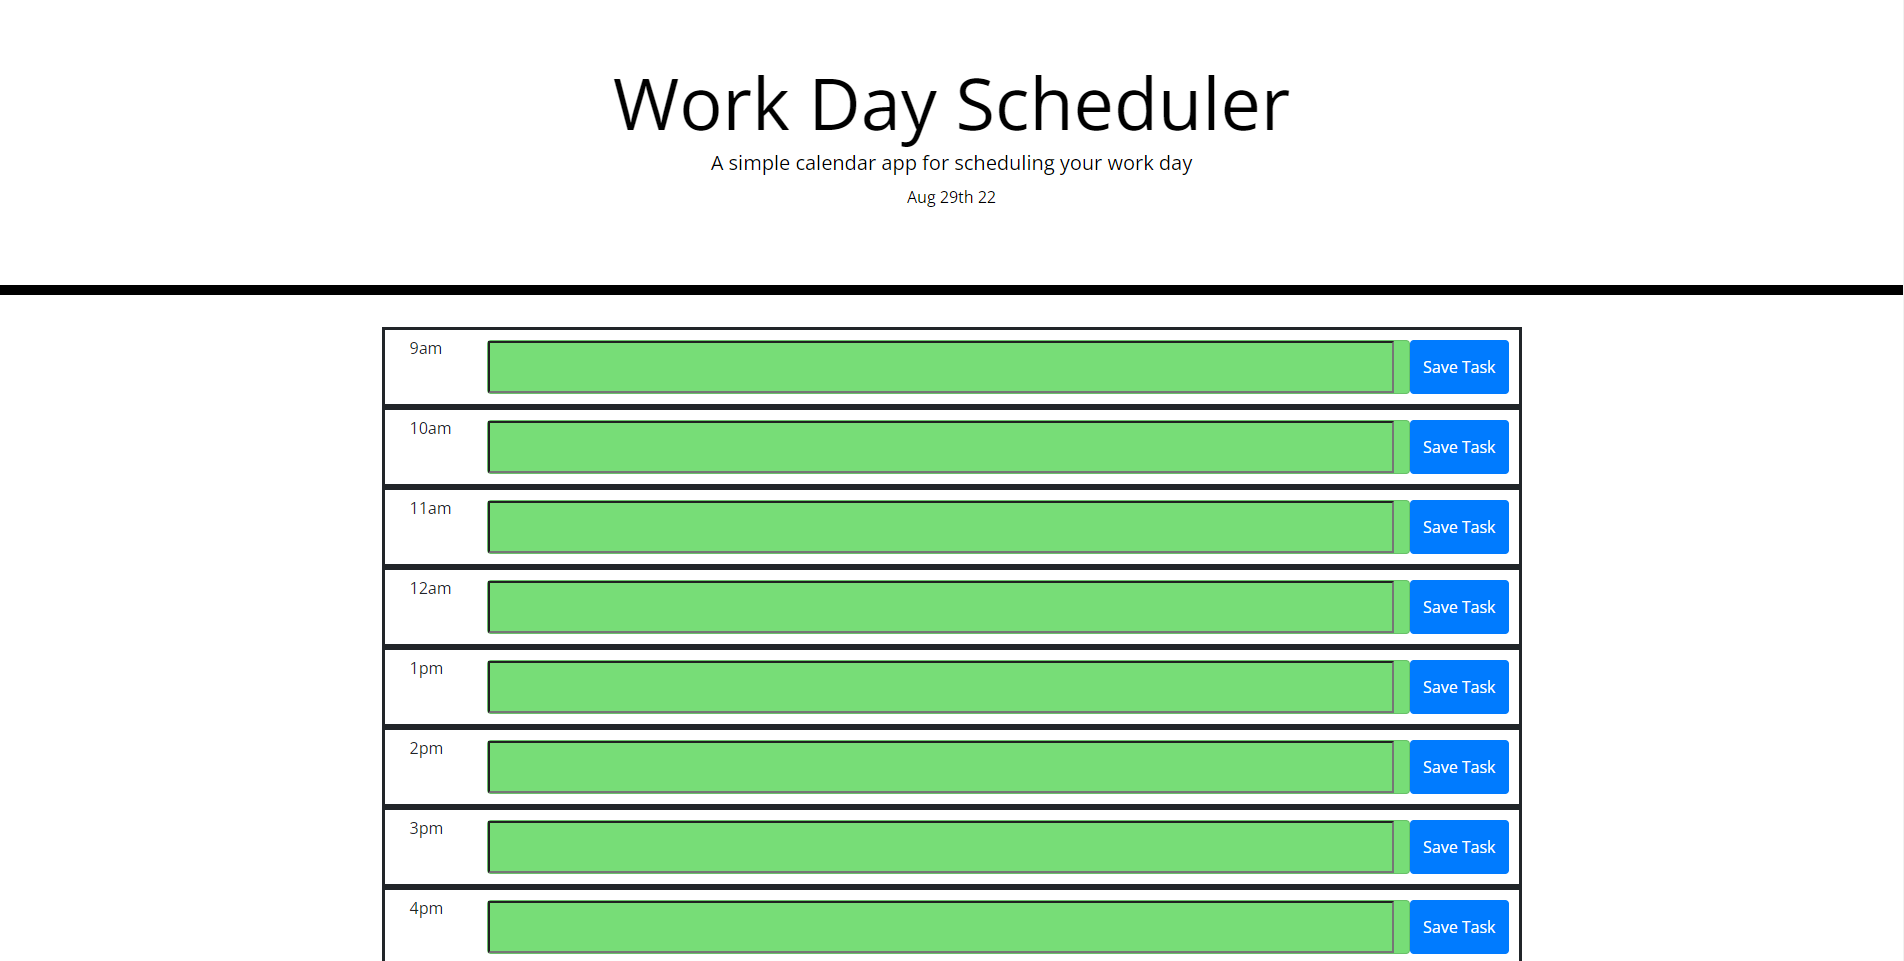 Work Day Scheduler
A simple calendar app for scheduling your work day
Aug 29th 22
9am
Save Task
10am
Save Task
11am
Save Task
12am
Save Task
1pm
Save Task
2pm
Save Task
3pm
Save Task
4pm
Save Task